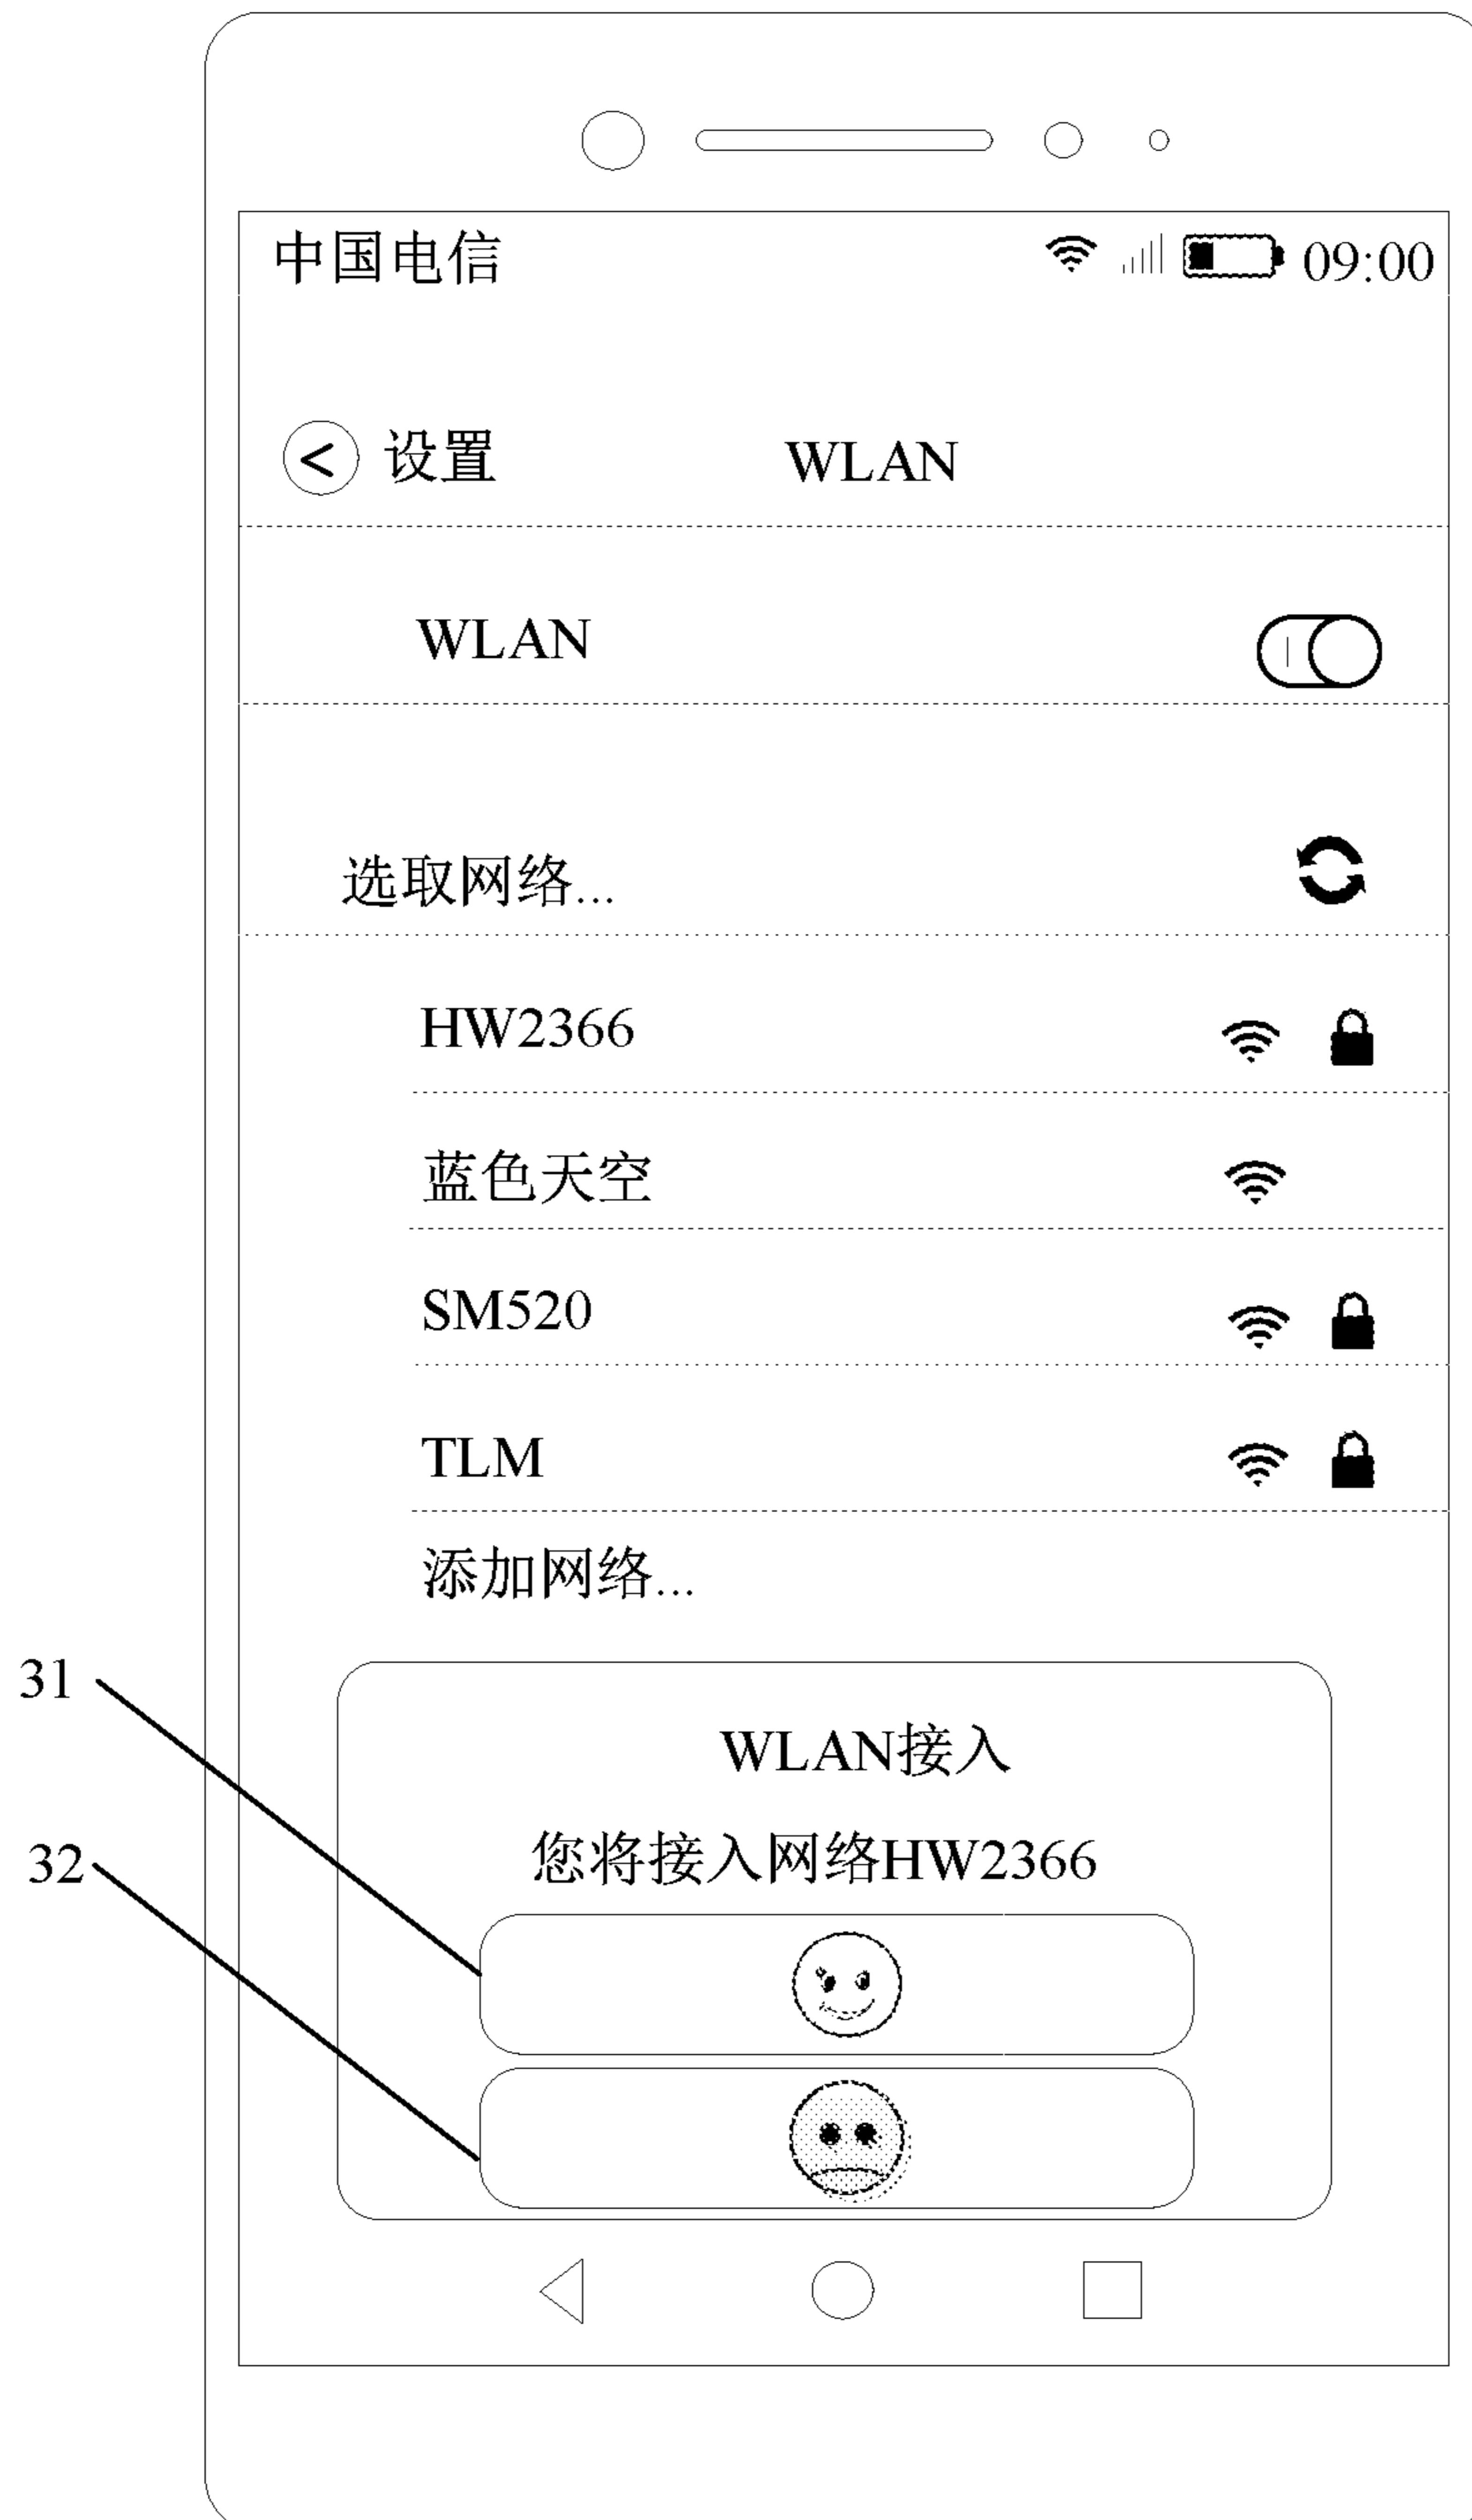 中国电信 09:00
< 设置 WLAN
WLAN
选取网络...
HW2366
蓝色天空
SM520
TLM
添加网络...
31
WLAN接入
32
您将接入网络HW2366